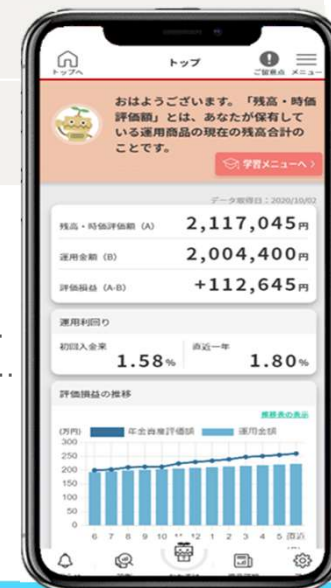 トップへ
トップ
ご留意点 メニュー
おはようございます。「残高・時価
評価額」とは、あなたが保有して
いる運用商品の現在の残高合計の
ことです。
学習メニューへ
データ取得日：2020/10/02
残高・時価評価額（A） 2,117,045円
運用金額（B） 2,004,400円
評価損益（A-B） +112,645円
運用利回り
初回入金来 直近一年
1.58% 1.80%
評価損益の推移
推移表の表示
(万円) 年金資産評価額 運用金額
300
250
200
150
100
50
0
6 7 8 9 10 11 12 1 2 3 4 5 直近